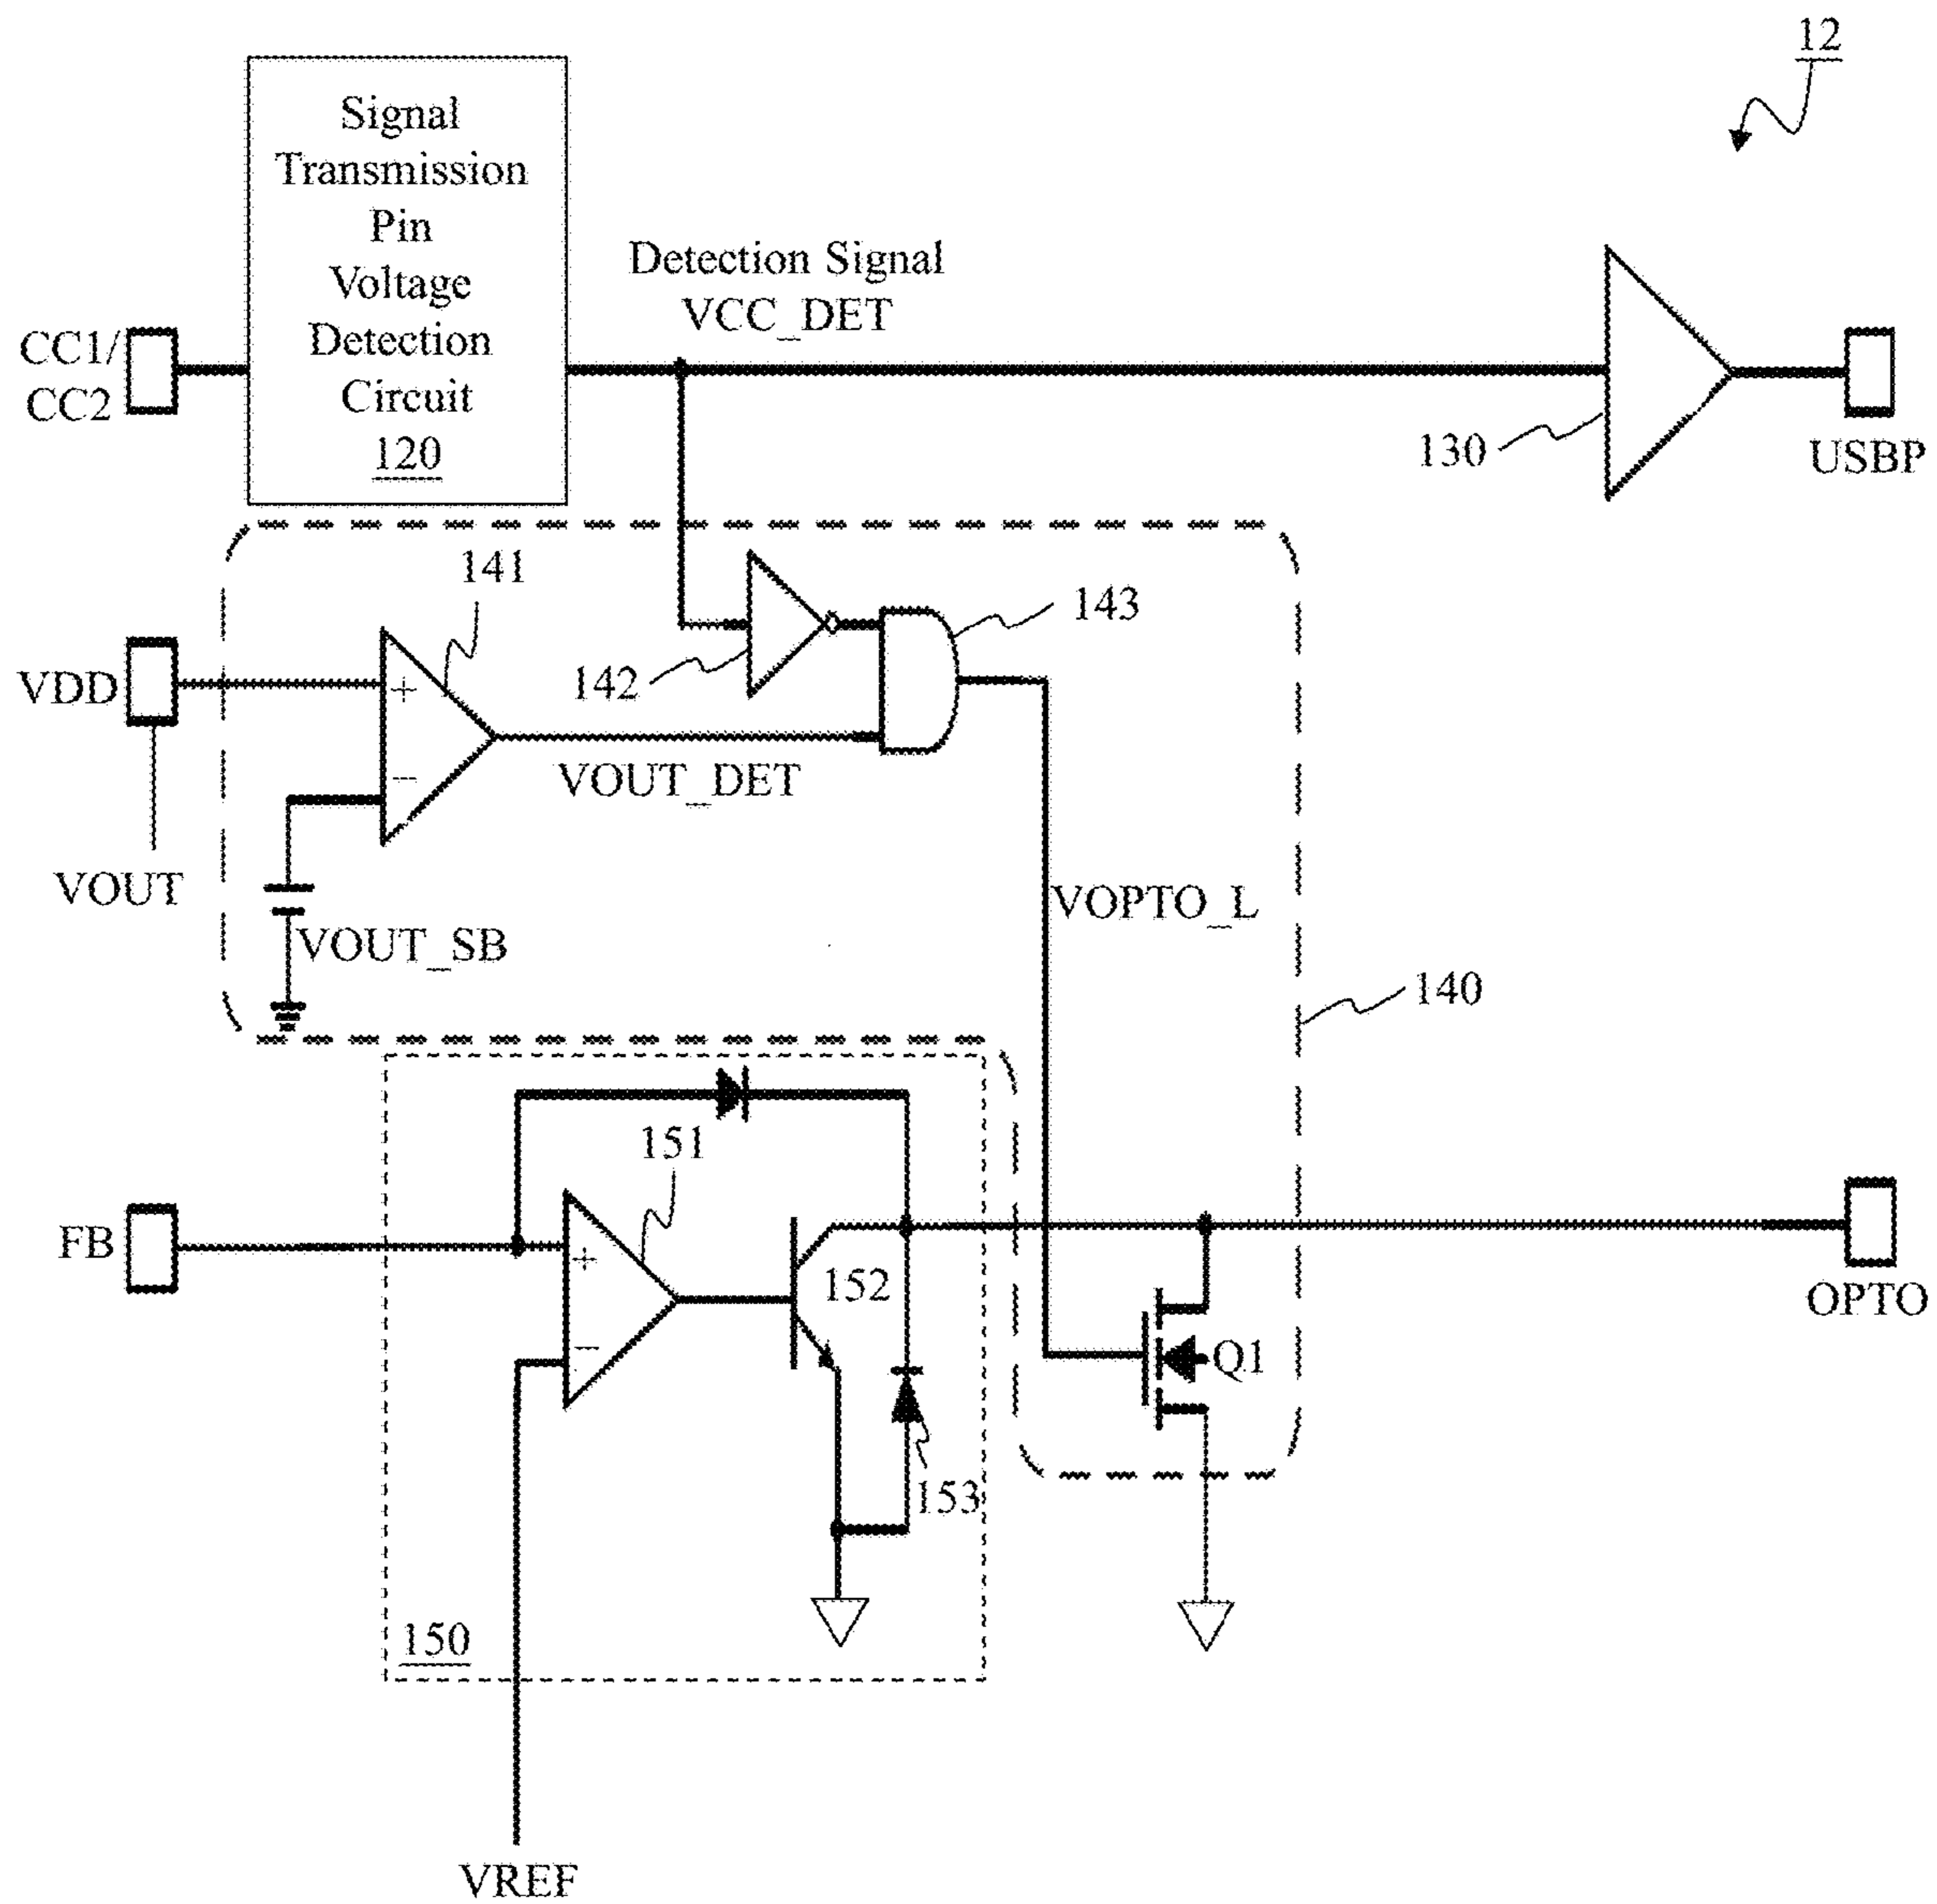 12
Signal
Transmission
Pin
Voltage
Detection
Circuit
120
Detection Signal
VCC_DET
CC1/
CC2
130
USBP
141
143
142
VDD
+
−
VOUT_DET
VOUT
VOUT_SB
VOPTO_L
140
151
FB
+
−
152
OPTO
Q1
153
150
VREF